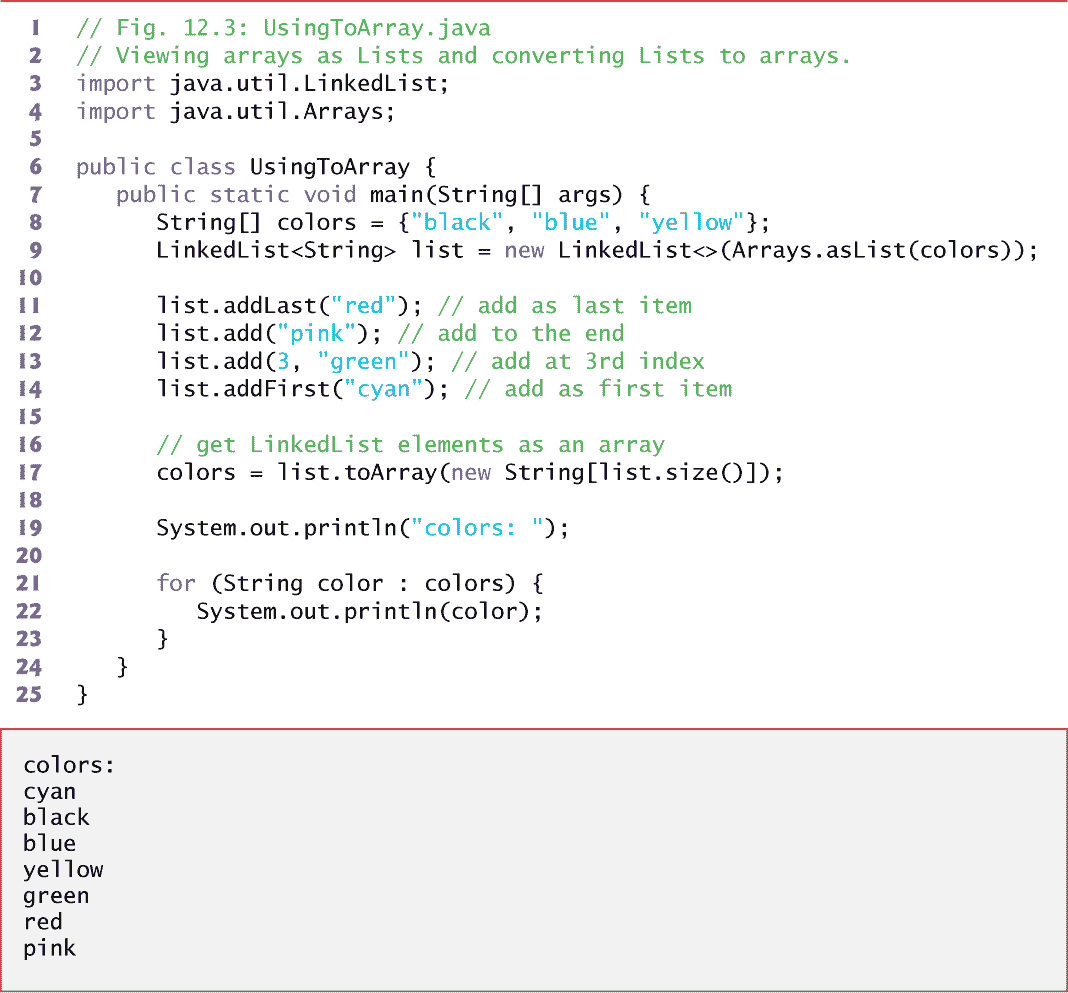 1 // Fig. 12.3: UsingToArray.java
2 // Viewing arrays as Lists and converting Lists to arrays.
3 import java.util.LinkedList;
4 import java.util.Arrays;
5
6 public class UsingToArray {
7    public static void main(String[] args) {
8       String[] colors = {"black", "blue", "yellow"};
9       LinkedList<String> list = new LinkedList<>(Arrays.asList(colors));
10
11       list.addLast("red"); // add as last item
12       list.add("pink"); // add to the end
13       list.add(3, "green"); // add at 3rd index
14       list.addFirst("cyan"); // add as first item
15
16       // get LinkedList elements as an array
17       colors = list.toArray(new String[list.size()]);
18
19       System.out.println("colors: ");
20
21       for (String color : colors) {
22          System.out.println(color);
23       }
24    }
25 }
colors:
cyan
black
blue
yellow
green
red
pink